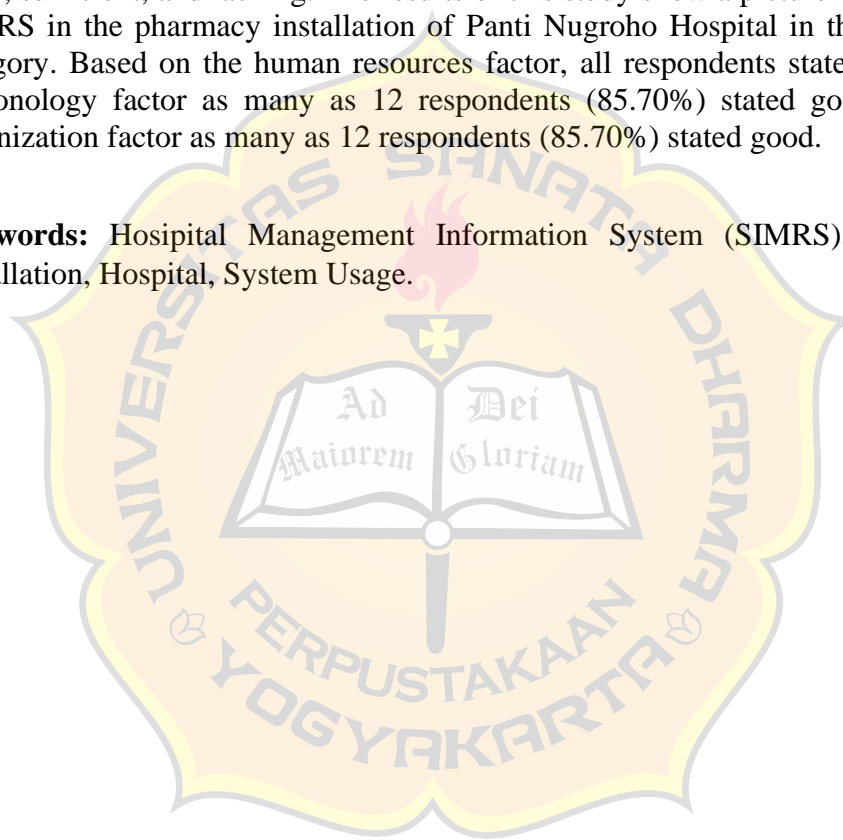 RS in the pharmacy installation of Panti Nugroho Hospital in th
gory. Based on the human resources factor, all respondents state
onology factor as many as 12 respondents (85.70%) stated go
nization factor as many as 12 respondents (85.70%) stated good.
words: Hosipital Management Information System (SIMRS)
llation, Hospital, System Usage.
UNIVERSITAS SANATA DHARMA
Ad Dei
Maiorem Gloriam
PERPUSTAKAAN
YOGYAKARTA